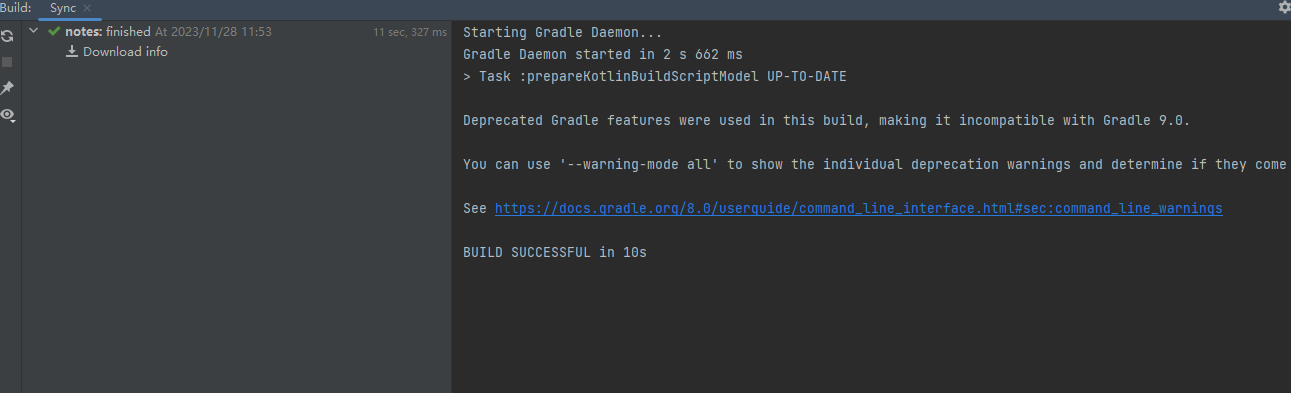 Build: Sync
notes: finished At 2023/11/28 11:53 11 sec, 327 ms
Download info
Starting Gradle Daemon...
Gradle Daemon started in 2 s 662 ms
> Task :prepareKotlinBuildScriptModel UP-TO-DATE
Deprecated Gradle features were used in this build, making it incompatible with Gradle 9.0.
You can use '--warning-mode all' to show the individual deprecation warnings and determine if they come
See https://docs.gradle.org/8.0/userguide/command_line_interface.html#sec:command_line_warnings
BUILD SUCCESSFUL in 10s